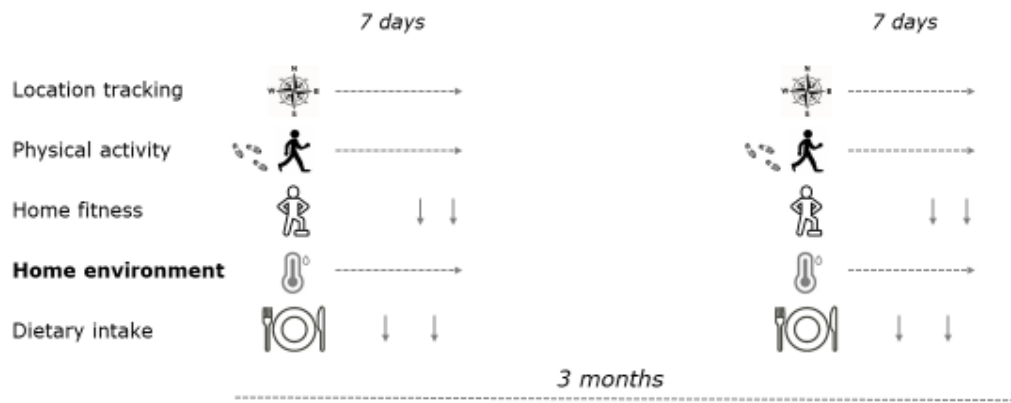 7 days 7 days
Location tracking N W E S N W E S
Physical activity
Home fitness
Home environment
Dietary intake
3 months